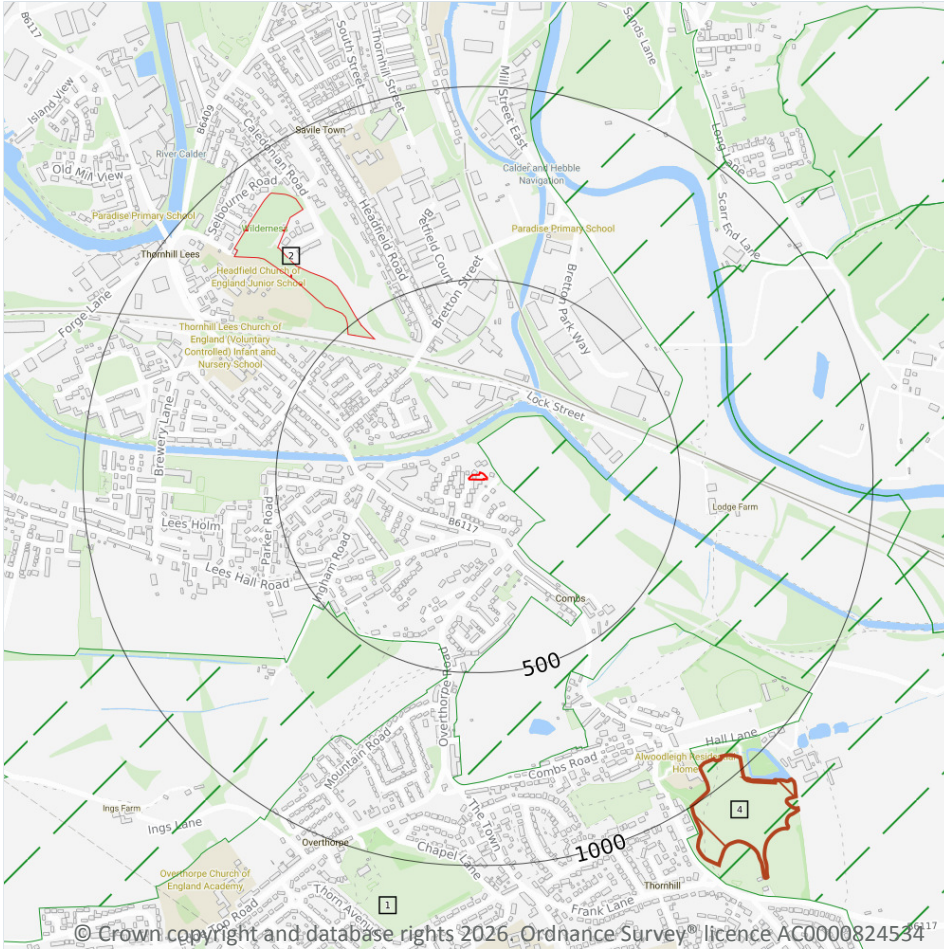 B6117
Island View
South Street
Thornhill Street
Sands Lane
B6409
Mill Street East
Savile Town
Caledonian Road
Long Lane
River Calder
Old Mill View
Calder and Hebble
Navigation
Selbourne Road
Scarr End Lane
Paradise Primary School
Wilderness
Headfield Road
Bretfield Court
Paradise Primary School
Thornhill Lees
2
Headfield Church of
England Junior School
Bretton Street
Bretton Park Way
Forge Lane
Thornhill Lees Church of
England (Voluntary
Controlled) Infant and
Nursery School
Lock Street
Brewery Lane
Lodge Farm
Lees Holm
Parker Road
B6117
Ingham Road
Lees Hall Road
Combs
500
Overthorpe Road
Hall Lane
Mountain Road
Combs Road
Alwoodleigh Residential
Home
Ings Farm
4
Ings Lane
The Town
Overthorpe
1000
Chapel Lane
Overthorpe Church of
England Academy
Thornhill
Thorn Avenue
1
Frank Lane
Road
B6117
© Crown copyright and database rights 2026. Ordnance Survey® licence AC0000824534